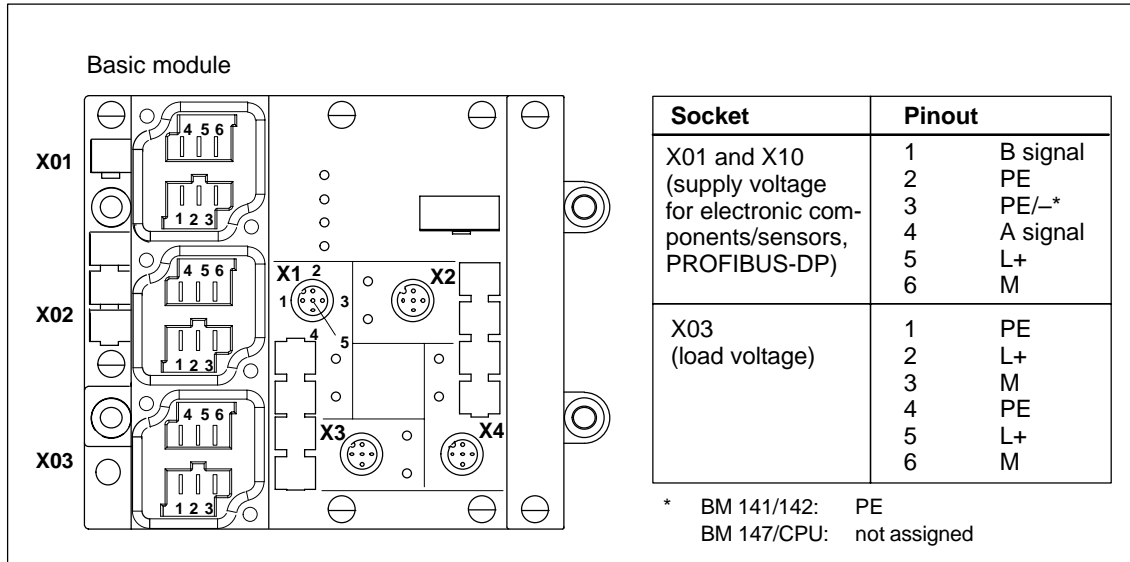 Basic module
X01
4 5 6
1 2 3
X02
4 5 6
1 2 3
X03
4 5 6
1 2 3
X1
2
1
3
4
5
X2
X3
X4
Socket Pinout
X01 and X10
(supply voltage
for electronic com-
ponents/sensors,
PROFIBUS-DP)
1 B signal
2 PE
3 PE/–*
4 A signal
5 L+
6 M
X03
(load voltage)
1 PE
2 L+
3 M
4 PE
5 L+
6 M
* BM 141/142: PE
BM 147/CPU: not assigned